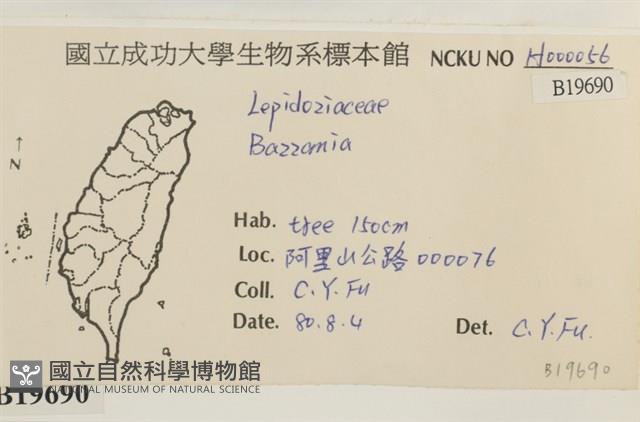 國立成功大學生物系標本館 NCKU NO H000056
B19690
Lepidoziaceae
Bazzania
↑
N
Hab. tree 150cm
Loc. 阿里山公路 000076
Coll. C.Y.Fu
Date. 80.8.4 Det. C.Y.Fu.
國立自然科學博物館
NATIONAL MUSEUM OF NATURAL SCIENCE
B19690
B19690